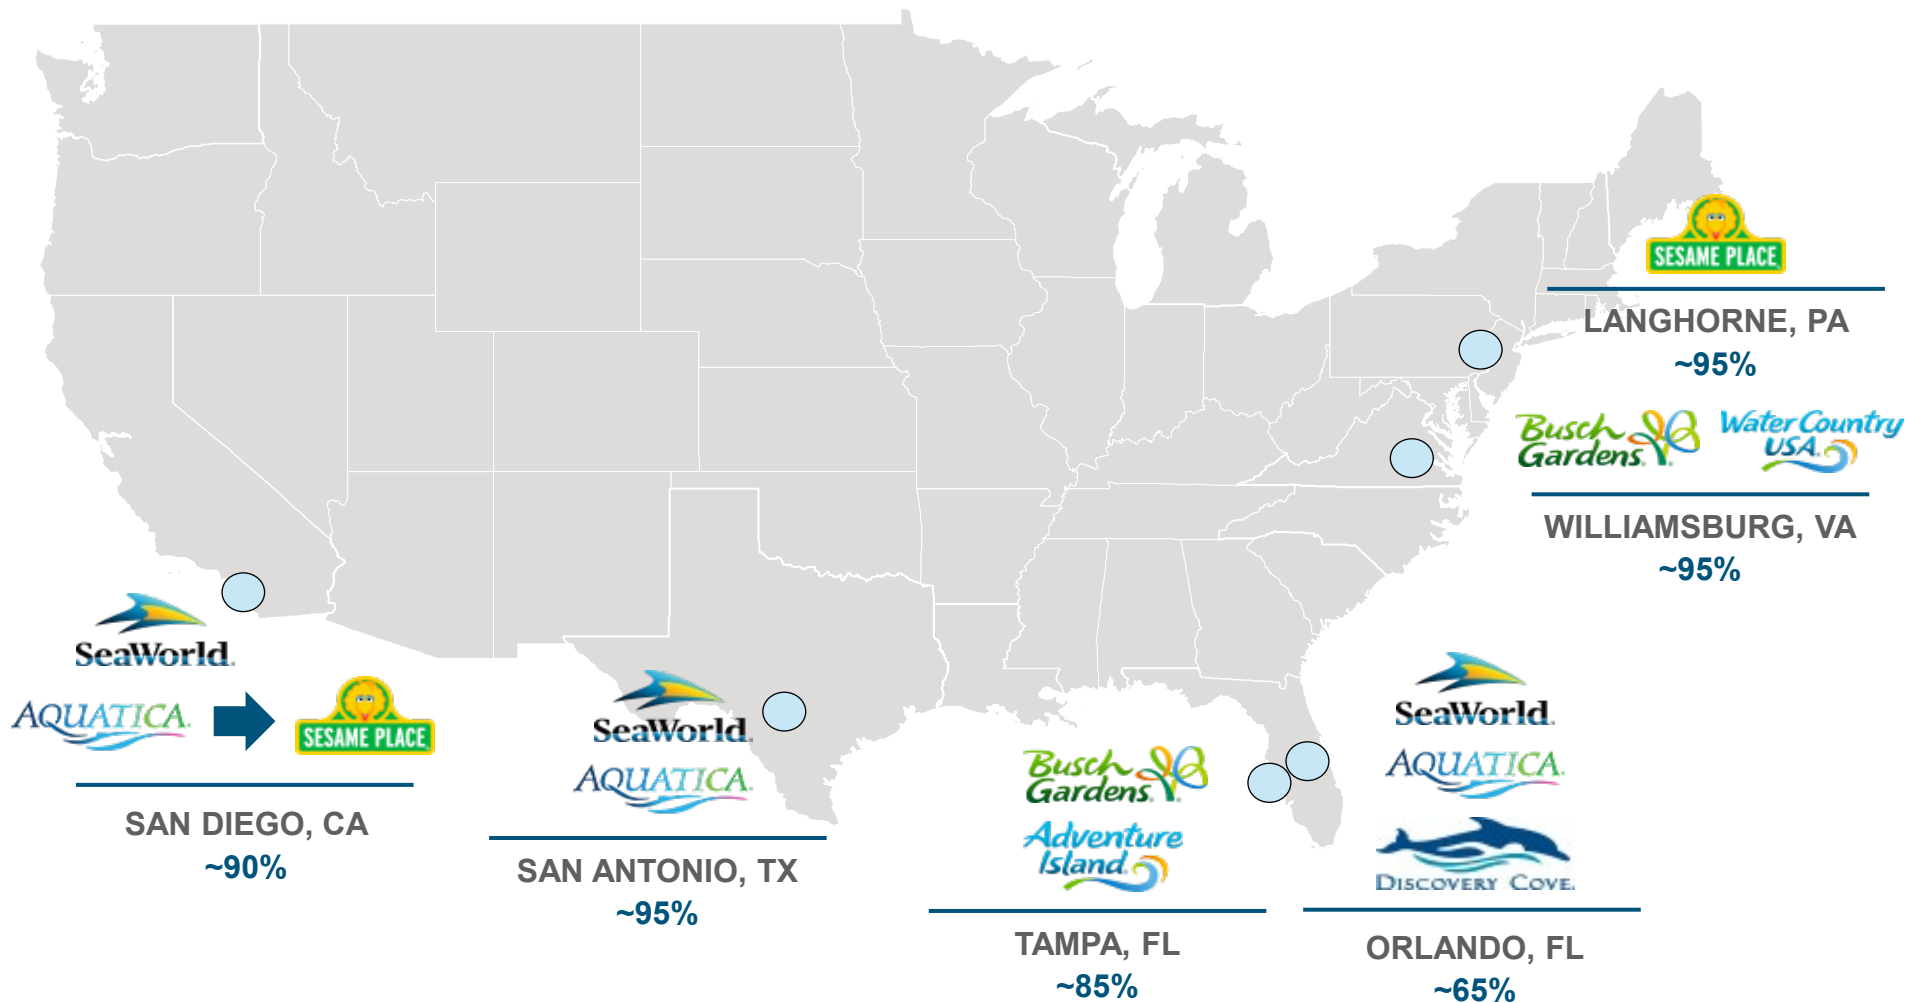 SESAME PLACE
LANGHORNE, PA
~95%
Busch Gardens.
Water Country USA.
WILLIAMSBURG, VA
~95%
SeaWorld.
AQUATICA.
SESAME PLACE
SAN DIEGO, CA
~90%
SeaWorld.
AQUATICA.
SAN ANTONIO, TX
~95%
Busch Gardens.
Adventure Island.
TAMPA, FL
~85%
SeaWorld.
AQUATICA.
DISCOVERY COVE.
ORLANDO, FL
~65%